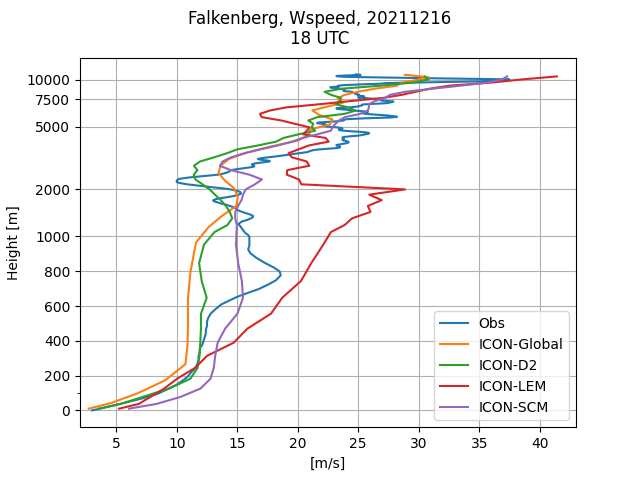 Falkenberg, Wspeed, 20211216
18 UTC
10000
7500
5000
2000
1000
800
600
400
200
0
Height [m]
5 10 15 20 25 30 35 40
[m/s]
Obs
ICON-Global
ICON-D2
ICON-LEM
ICON-SCM